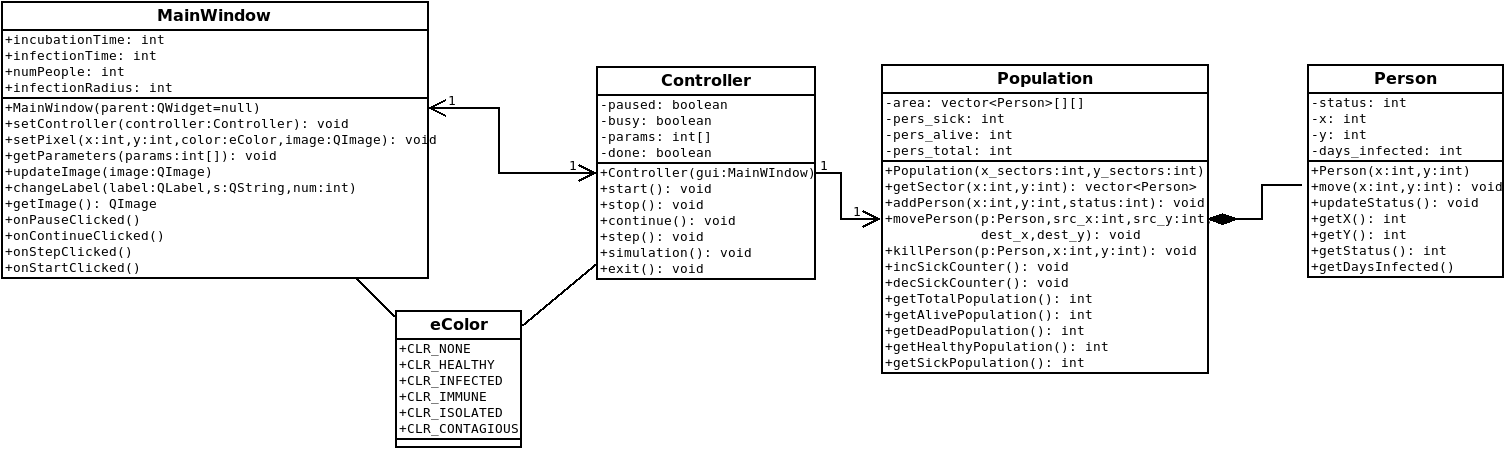 MainWindow
+incubationTime: int
+infectionTime: int
+numPeople: int
+infectionRadius: int
+MainWindow(parent:QWidget=null)
+setController(controller:Controller): void
+setPixel(x:int,y:int,color:eColor,image:QImage): void
+getParameters(params:int[]): void
+updateImage(image:QImage)
+changeLabel(label:QLabel,s:QString,num:int)
+getImage(): QImage
+onPauseClicked()
+onContinueClicked()
+onStepClicked()
+onStartClicked()
1
1
Controller
-paused: boolean
-busy: boolean
-params: int[]
-done: boolean
+Controller(gui:MainWIndow)
+start(): void
+stop(): void
+continue(): void
+step(): void
+simulation(): void
+exit(): void
1
1
Population
-area: vector<Person>[][]
-pers_sick: int
-pers_alive: int
-pers_total: int
+Population(x_sectors:int,y_sectors:int)
+getSector(x:int,y:int): vector<Person>
+addPerson(x:int,y:int,status:int): void
+movePerson(p:Person,src_x:int,src_y:int
dest_x,dest_y): void
+killPerson(p:Person,x:int,y:int): void
+incSickCounter(): void
+decSickCounter(): void
+getTotalPopulation(): int
+getAlivePopulation(): int
+getDeadPopulation(): int
+getHealthyPopulation(): int
+getSickPopulation(): int
Person
-status: int
-x: int
-y: int
-days_infected: int
+Person(x:int,y:int)
+move(x:int,y:int): void
+updateStatus(): void
+getX(): int
+getY(): int
+getStatus(): int
+getDaysInfected()
eColor
+CLR_NONE
+CLR_HEALTHY
+CLR_INFECTED
+CLR_IMMUNE
+CLR_ISOLATED
+CLR_CONTAGIOUS